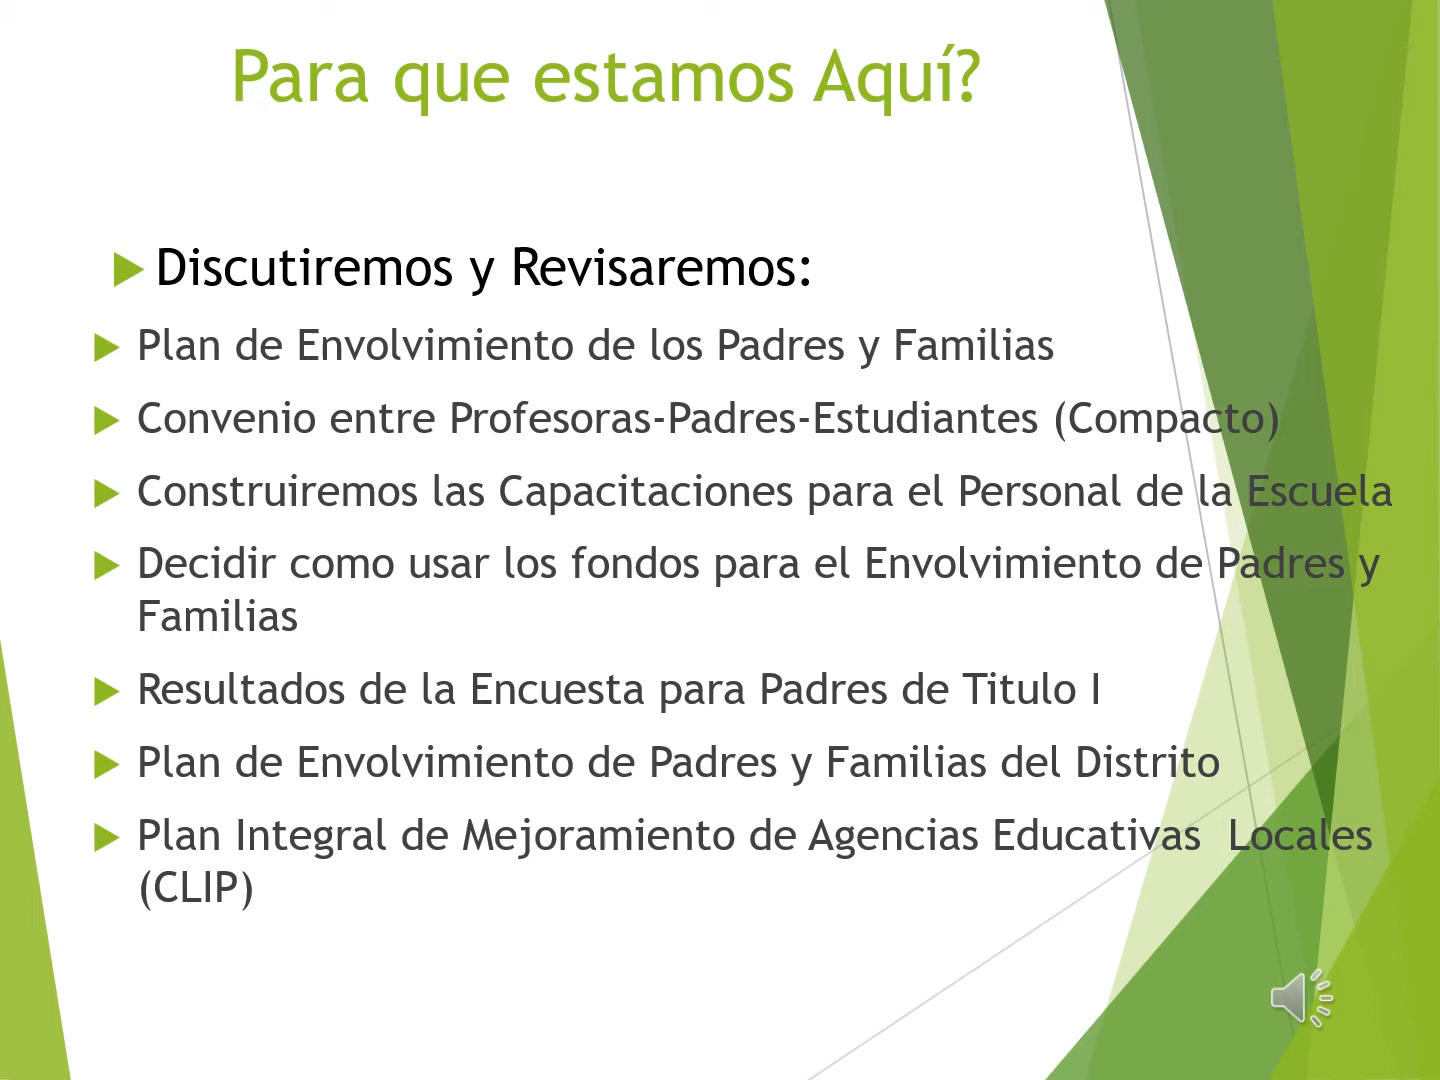 Para que estamos Aquí?
Discutiremos y Revisaremos:
Plan de Envolvimiento de los Padres y Familias
Convenio entre Profesoras-Padres-Estudiantes (Compacto)
Construiremos las Capacitaciones para el Personal de la Escuela
Decidir como usar los fondos para el Envolvimiento de Padres y
Familias
Resultados de la Encuesta para Padres de Titulo I
Plan de Envolvimiento de Padres y Familias del Distrito
Plan Integral de Mejoramiento de Agencias Educativas  Locales
(CLIP)